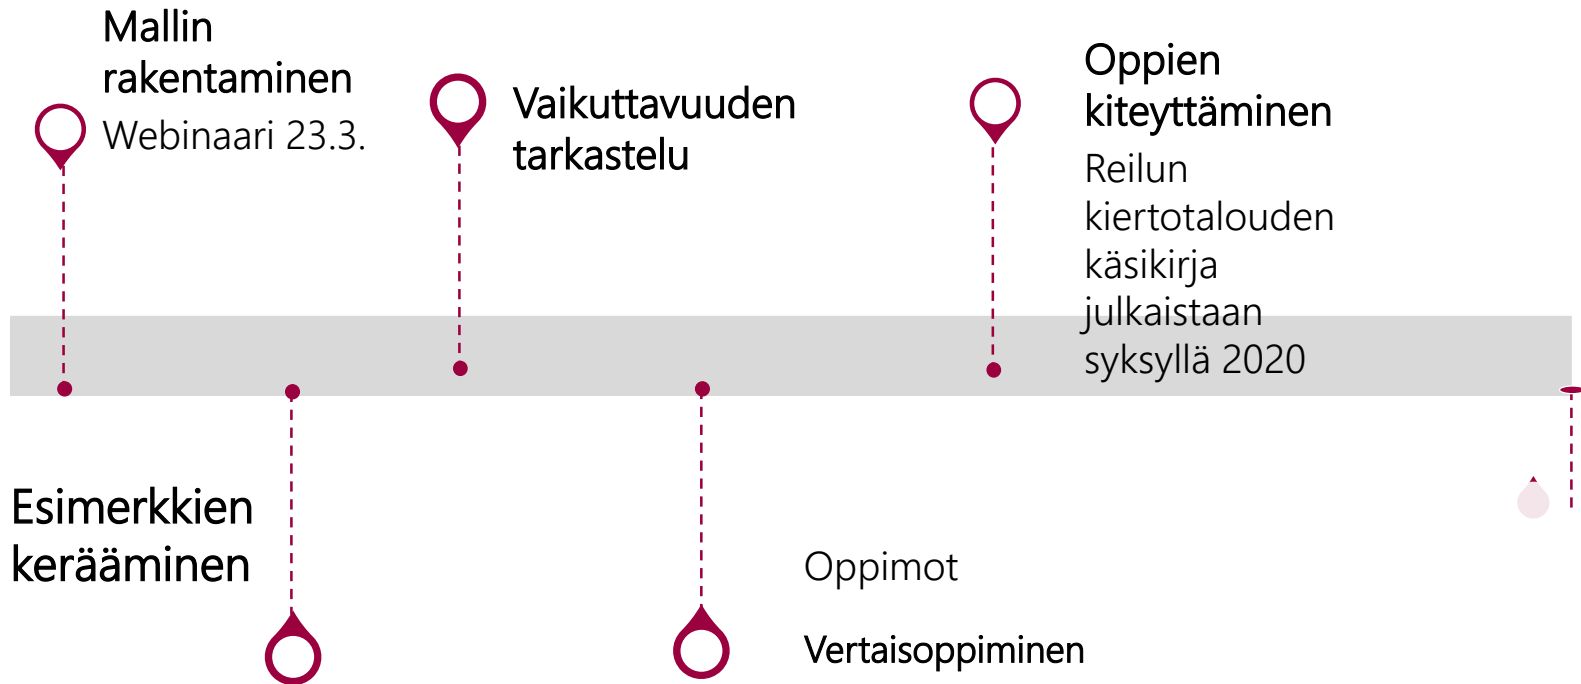 Mallin
rakentaminen
Webinaari 23.3.
Esimerkkien
kerääminen
Vaikuttavuuden
tarkastelu
Oppimot
Vertaisoppiminen
Oppien
kiteyttäminen
Reilun
kiertotalouden
käsikirja
julkaistaan
syksyllä 2020